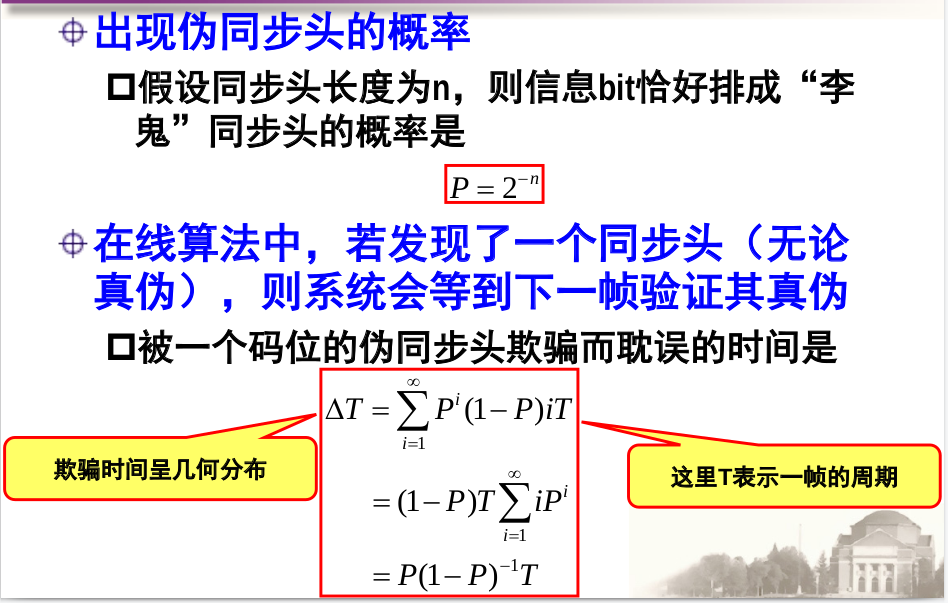 出现伪同步头的概率
假设同步头长度为n，则信息bit恰好排成“李
鬼”同步头的概率是
P = 2^{-n}
在线算法中，若发现了一个同步头（无论
真伪），则系统会等到下一帧验证其真伪
被一个码位的伪同步头欺骗而耽误的时间是
ΔT = \sum_{i=1}^{∞} P^i (1 − P)iT
= (1 − P)T \sum_{i=1}^{∞} iP^i
= P(1 − P)^{-1}T
欺骗时间呈几何分布
这里T表示一帧的周期